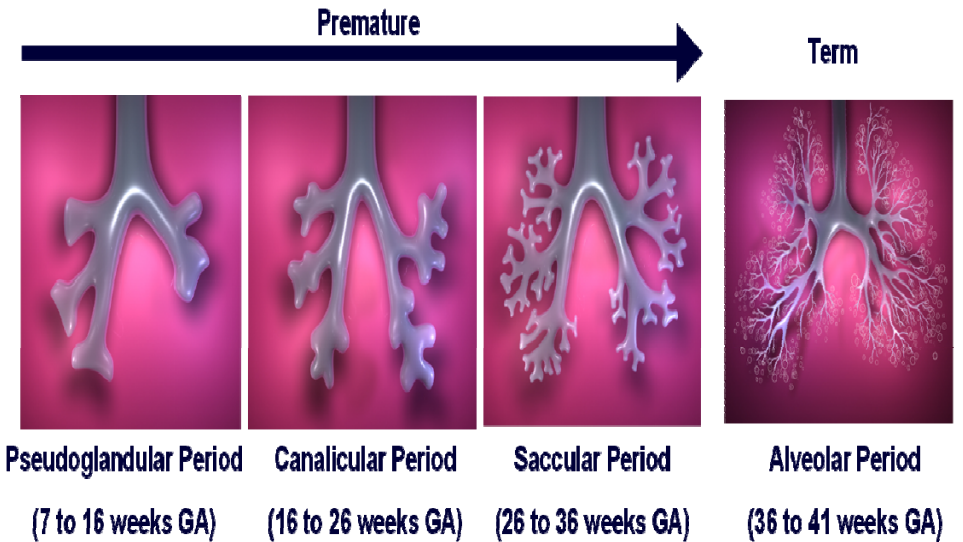 Premature
Term
Pseudoglandular Period
(7 to 16 weeks GA)
Canalicular Period
(16 to 26 weeks GA)
Saccular Period
(26 to 36 weeks GA)
Alveolar Period
(36 to 41 weeks GA)